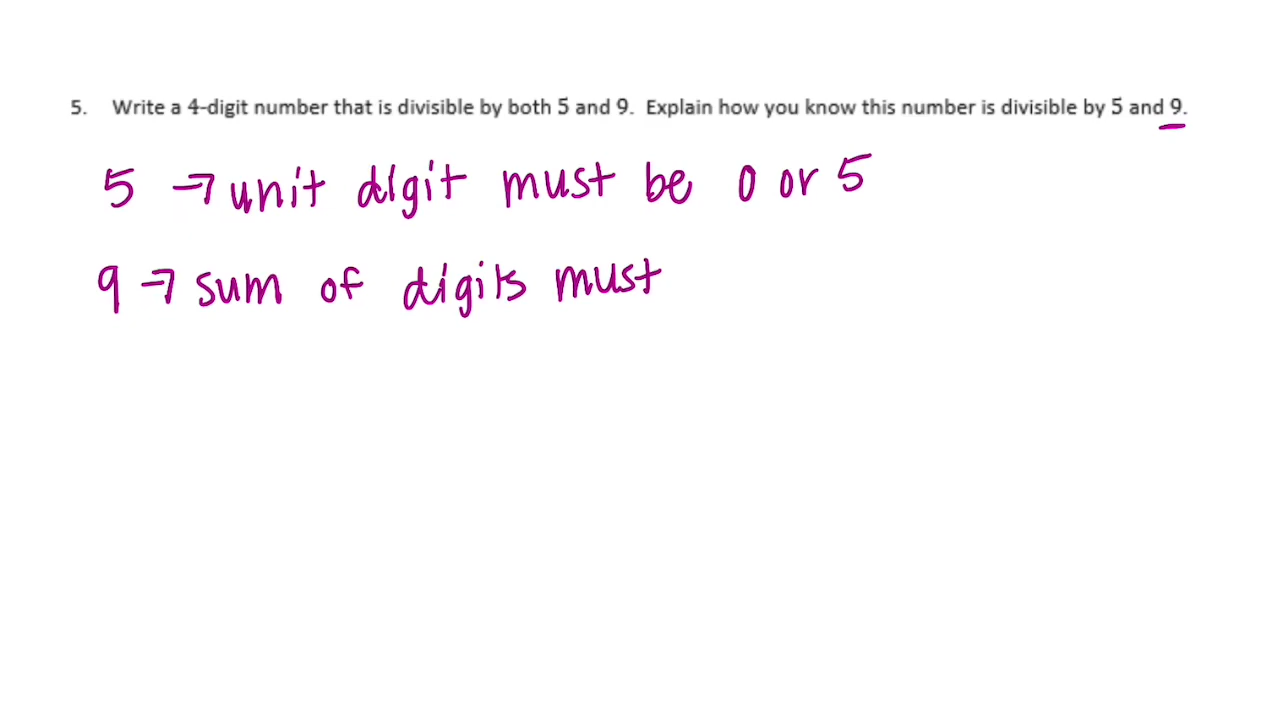 5. Write a 4-digit number that is divisible by both 5 and 9. Explain how you know this number is divisible by 5 and 9.
5 → unit digit must be 0 or 5
9 → sum of digits must